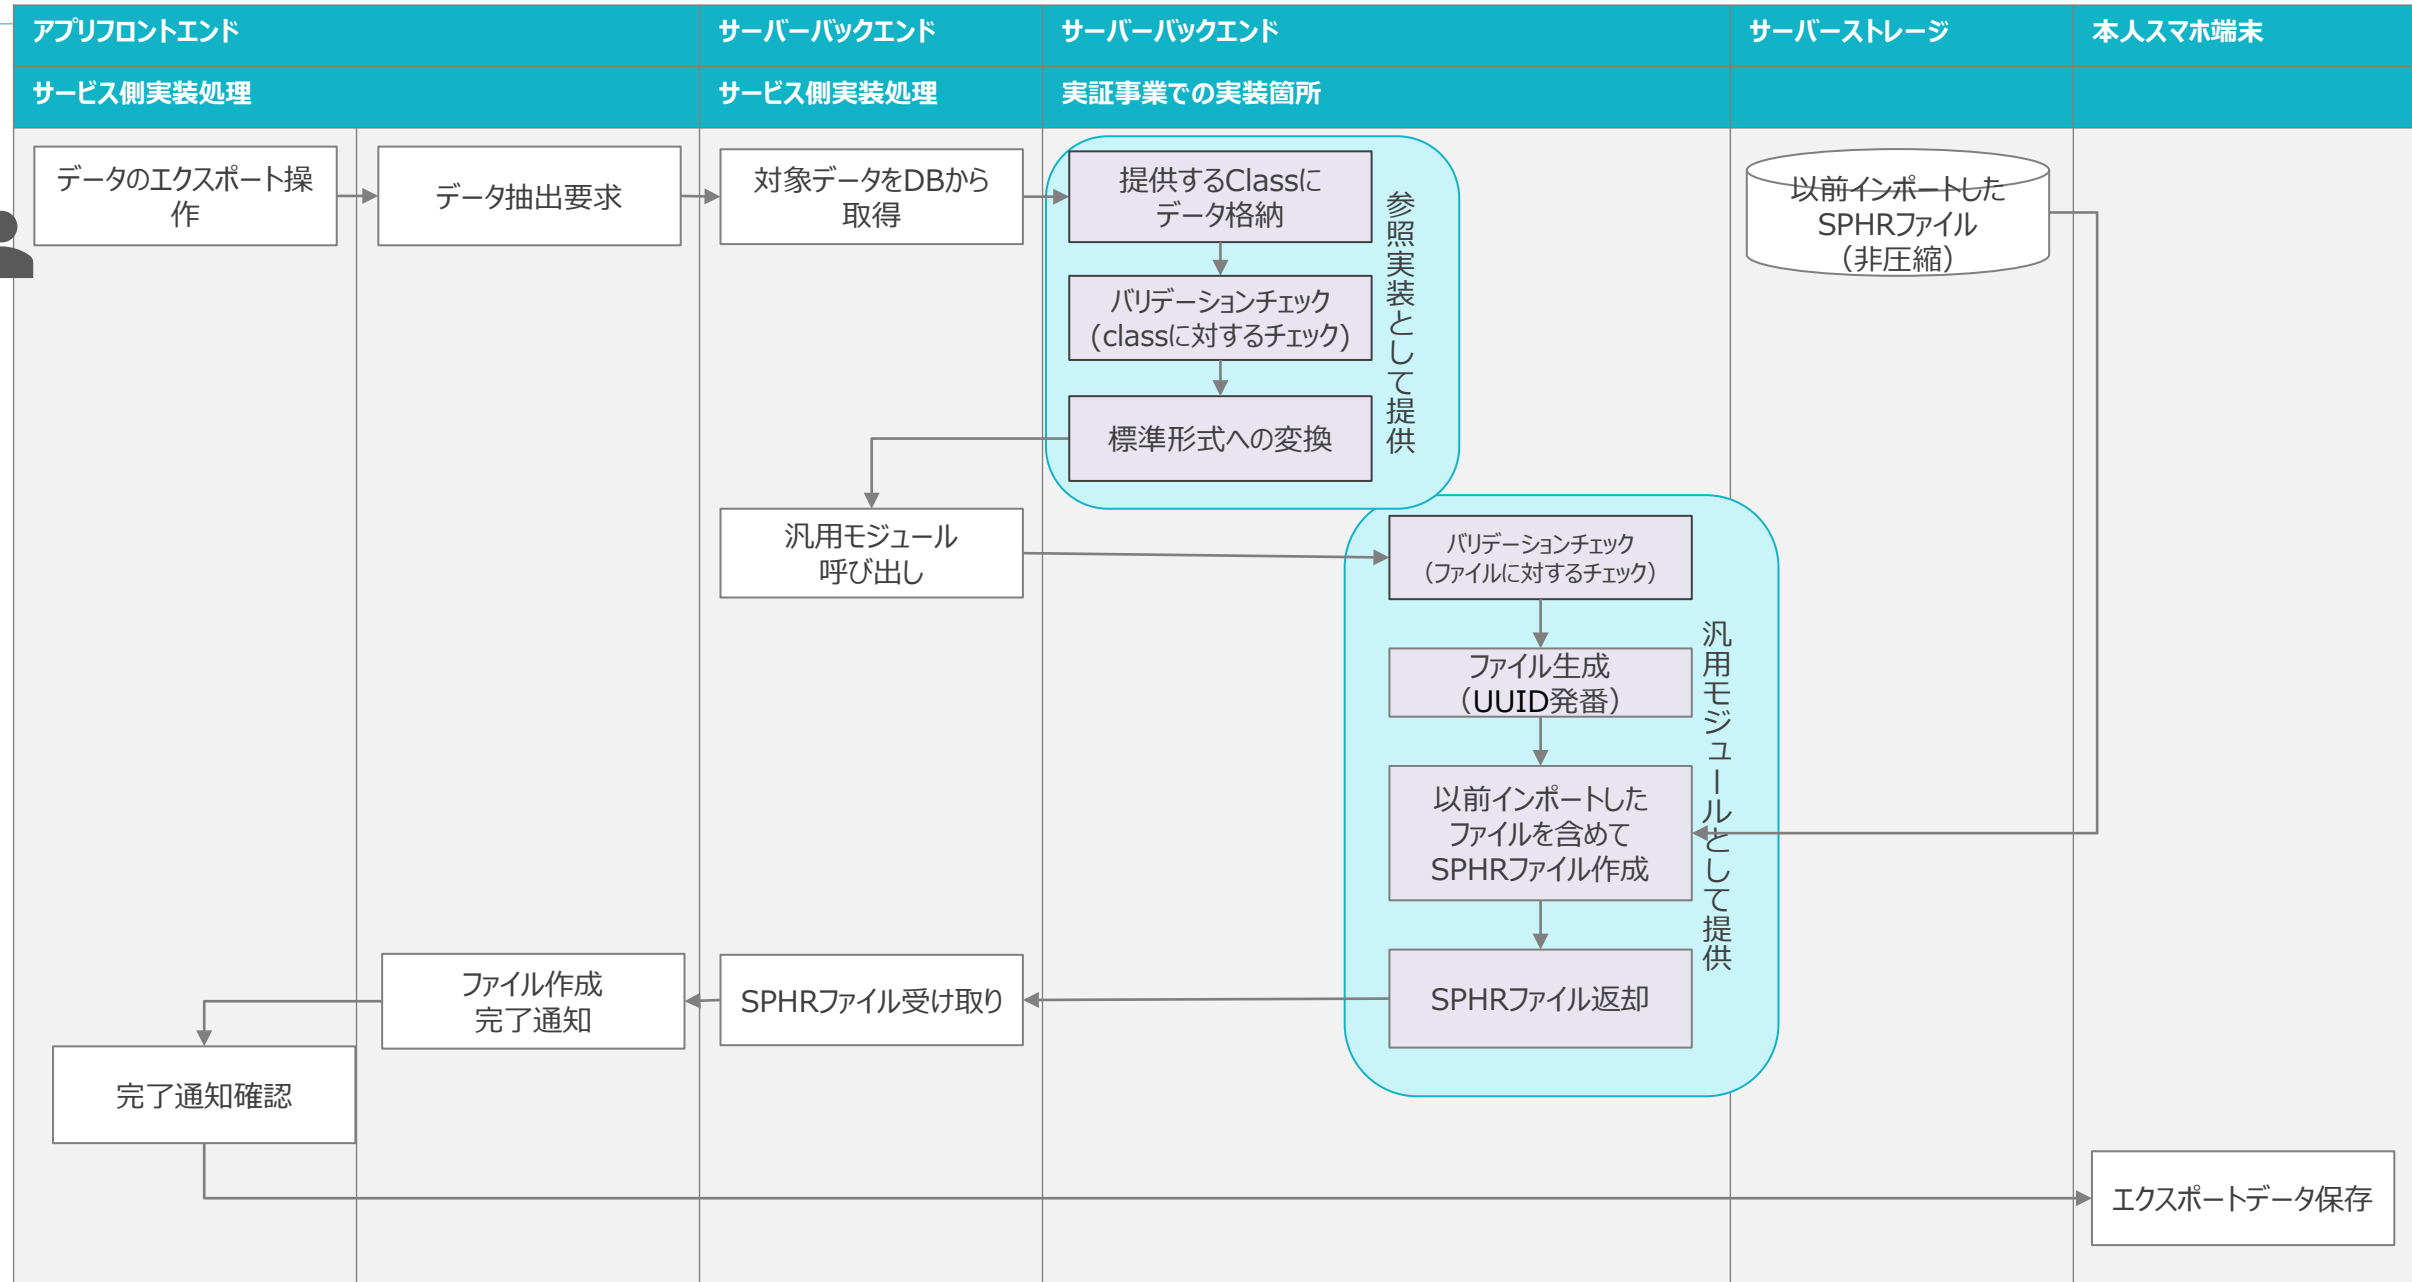 アプリフロントエンド
サーバーバックエンド
サーバーバックエンド
サーバーストレージ
本人スマホ端末
サービス側実装処理
サービス側実装処理
実証事業での実装箇所
データのエクスポート操
作
データ抽出要求
対象データをDBから
取得
提供するClassに
データ格納
バリデーションチェック
(classに対するチェック)
標準形式への変換
参照実装として提供
以前インポートした
SPHRファイル
（非圧縮）
汎用モジュール
呼び出し
バリデーションチェック
（ファイルに対するチェック）
ファイル生成
（UUID発番）
以前インポートした
ファイルを含めて
SPHRファイル作成
SPHRファイル返却
汎用モジュールとして提供
SPHRファイル受け取り
ファイル作成
完了通知
完了通知確認
エクスポートデータ保存